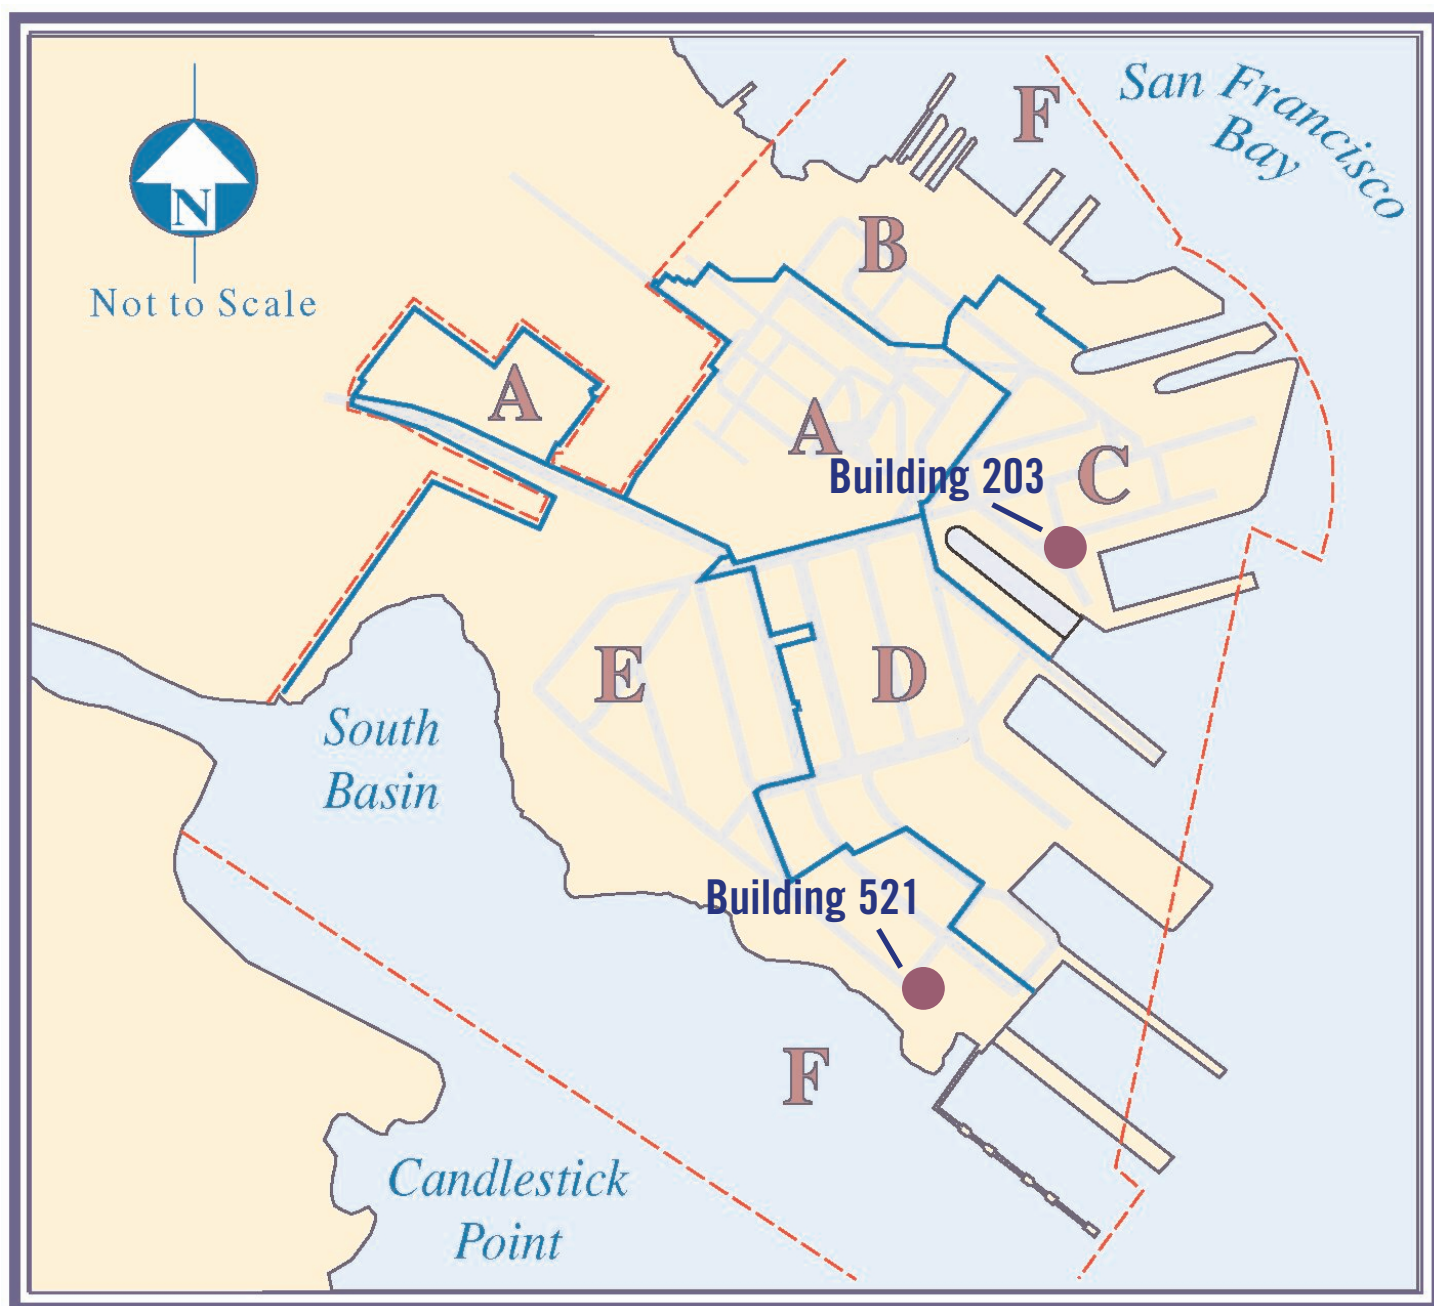 San Francisco
Bay
F
N
Not to Scale
B
A
A
C
Building 203
E
D
South
Basin
Building 521
F
Candlestick
Point